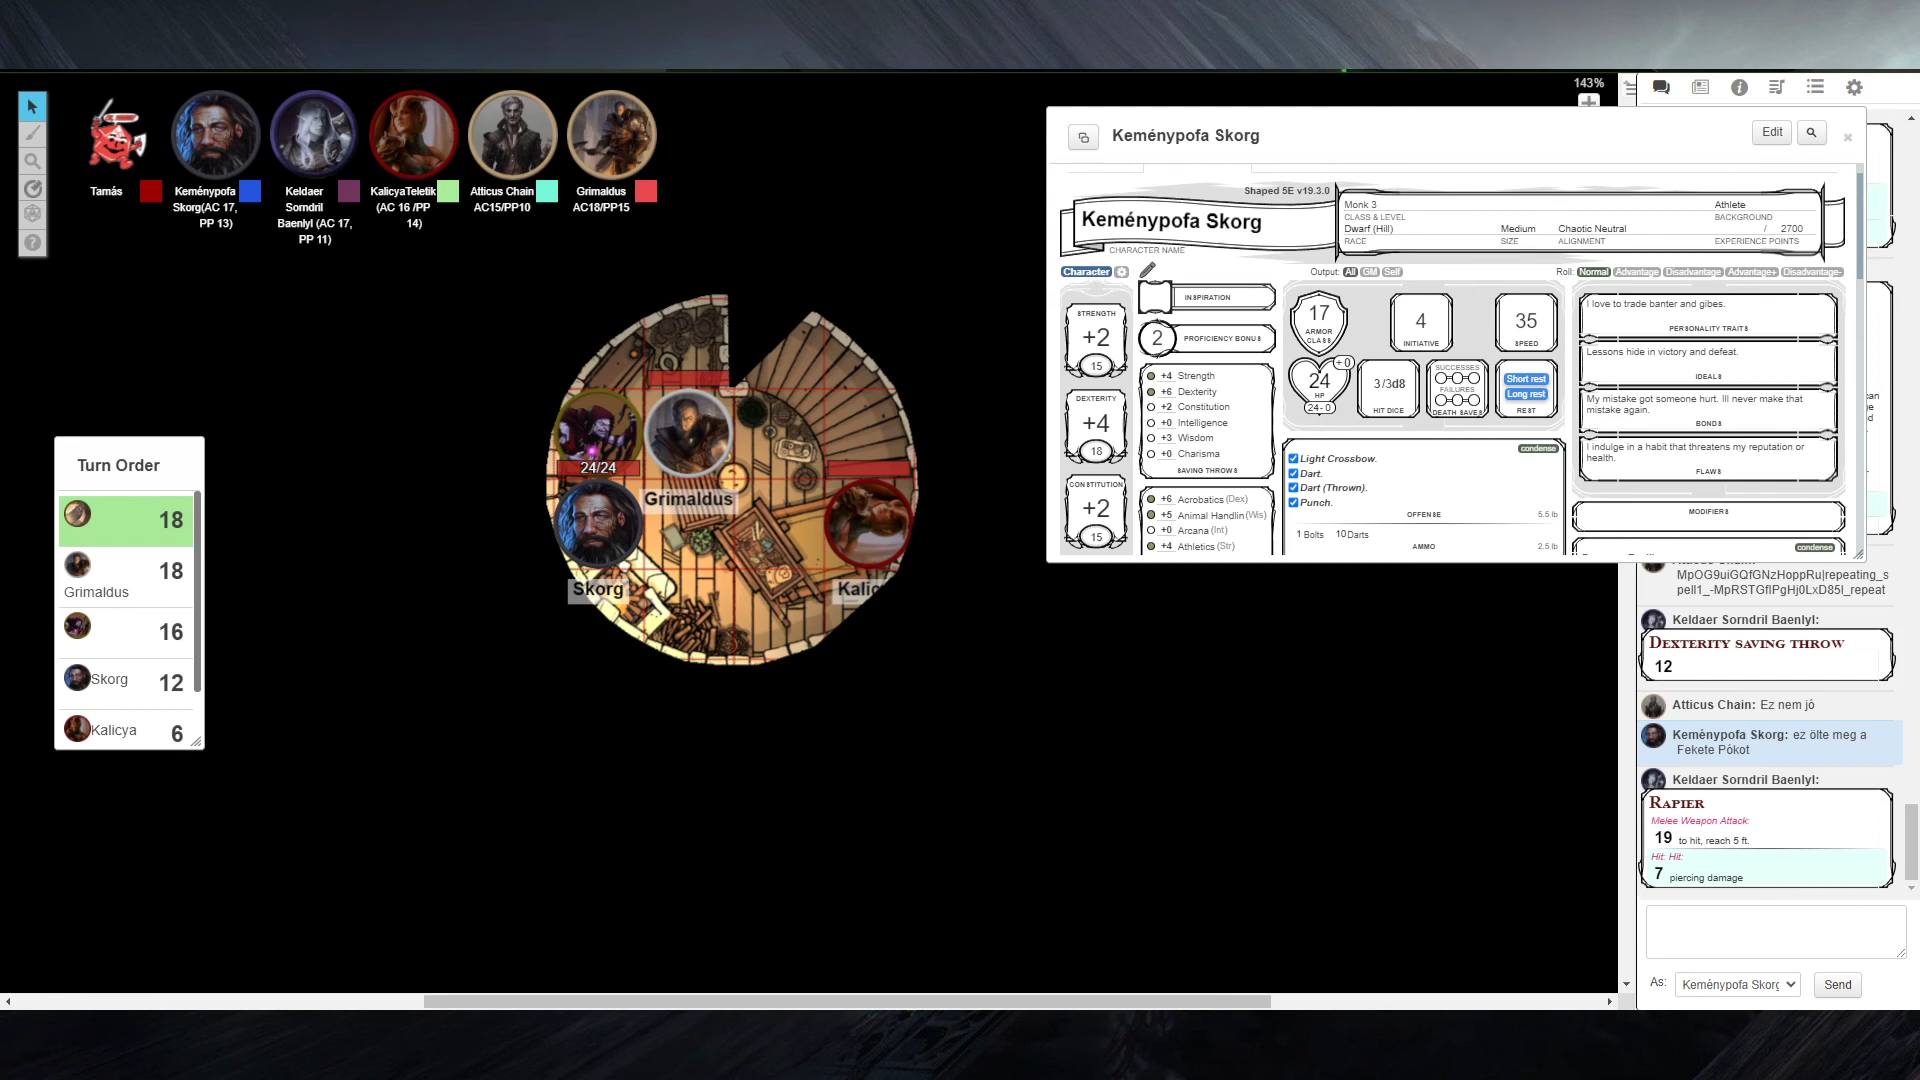 143%
Tamás
Keménypofa
Skorg(AC 17,
PP 13)
Keldaer
Sorndril
Baenlyl (AC 17,
PP 11)
KalicyaTeletik
(AC 16 /PP
14)
Atticus Chain
AC15/PP10
Grimaldus
AC18/PP15
Turn Order
18
18
Grimaldus
16
Skorg
12
Kalicya
6
24/24
Grimaldus
Skorg
Kalic
Keménypofa Skorg
Edit
Shaped 5E v19.3.0
Keménypofa Skorg
CHARACTER NAME
Monk 3
Athlete
CLASS & LEVEL
BACKGROUND
Dwarf (Hill)
Medium
Chaotic Neutral
/ 2700
RACE
SIZE
ALIGNMENT
EXPERIENCE POINTS
Character
Output: All GM Self
Roll: Normal Advantage Disadvantage Advantage+ Disadvantage-
STRENGTH
+2
15
DEXTERITY
+4
18
CONSTITUTION
+2
15
INSPIRATION
2
PROFICIENCY BONUS
+4 Strength
+6 Dexterity
+2 Constitution
+0 Intelligence
+3 Wisdom
+0 Charisma
SAVING THROWS
+6 Acrobatics (Dex)
+5 Animal Handlin (Wis)
+0 Arcana (Int)
+4 Athletics (Str)
17
ARMOR
CLASS
4
INITIATIVE
35
SPEED
+0
24
HP
24 - 0
3/3d8
HIT DICE
SUCCESSES
FAILURES
DEATH SAVES
Short rest
Long rest
REST
condense
Light Crossbow.
Dart.
Dart (Thrown).
Punch.
OFFENSE
5.5 lb
1 Bolts
10 Darts
AMMO
2.5 lb
I love to trade banter and gibes.
PERSONALITY TRAITS
Lessons hide in victory and defeat.
IDEALS
My mistake got someone hurt. Ill never make that
mistake again.
BONDS
I indulge in a habit that threatens my reputation or
health.
FLAWS
MODIFIERS
condense
MpOG9uiGQfGNzHoppRu|repeating_s
pell1_-MpRSTGflPgHj0LxD85l_repeat
Keldaer Sorndril Baenlyl:
DEXTERITY SAVING THROW
12
Atticus Chain: Ez nem jó
Keménypofa Skorg: ez ölte meg a
Fekete Pókot
Keldaer Sorndril Baenlyl:
RAPIER
Melee Weapon Attack:
19 to hit, reach 5 ft.
Hit: Hit:
7 piercing damage
As:
Keménypofa Skorg
Send